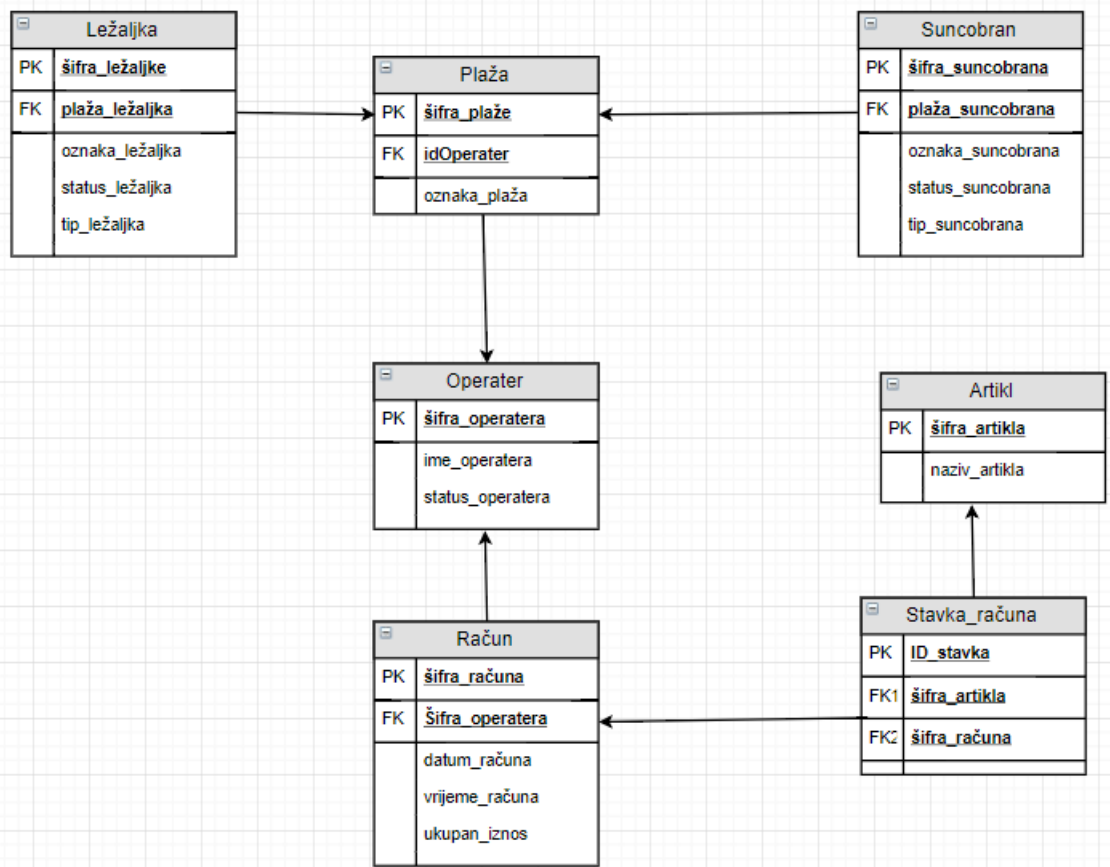 Ležaljka
PK šifra_ležaljke
FK plaža_ležaljka
oznaka_ležaljka
status_ležaljka
tip_ležaljka
Plaža
PK šifra_plaže
FK idOperater
oznaka_plaža
Suncobran
PK šifra_suncobrana
FK plaža_suncobrana
oznaka_suncobrana
status_suncobrana
tip_suncobrana
Operater
PK šifra_operatera
ime_operatera
status_operatera
Artikl
PK šifra_artikla
naziv_artikla
Račun
PK šifra_računa
FK Šifra_operatera
datum_računa
vrijeme_računa
ukupan_iznos
Stavka_računa
PK ID_stavka
FK1 šifra_artikla
FK2 šifra_računa